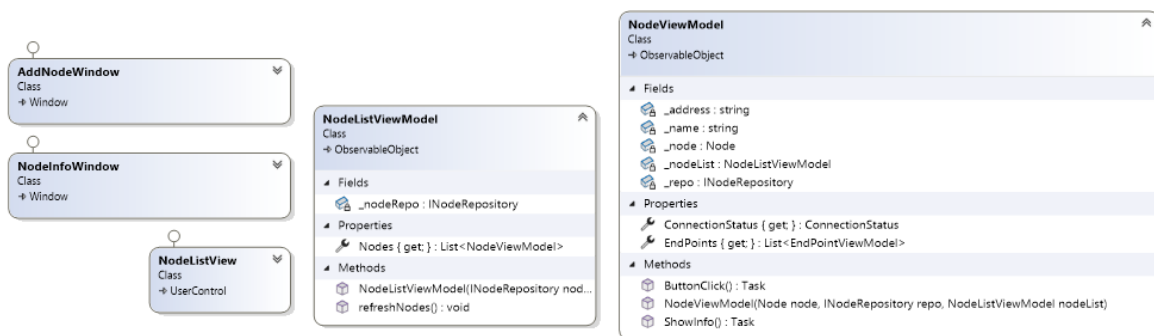 AddNodeWindow
Class
Window
NodeInfoWindow
Class
Window
NodeListView
Class
UserControl
NodeListViewModel
Class
ObservableObject
Fields
_nodeRepo : INodeRepository
Properties
Nodes { get; } : List<NodeViewModel>
Methods
NodeListViewModel(INodeRepository nod...
refreshNodes() : void
NodeViewModel
Class
ObservableObject
Fields
_address : string
_name : string
_node : Node
_nodeList : NodeListViewModel
_repo : INodeRepository
Properties
ConnectionStatus { get; } : ConnectionStatus
EndPoints { get; } : List<EndPointViewModel>
Methods
ButtonClick() : Task
NodeViewModel(Node node, INodeRepository repo, NodeListViewModel nodeList)
ShowInfo() : Task